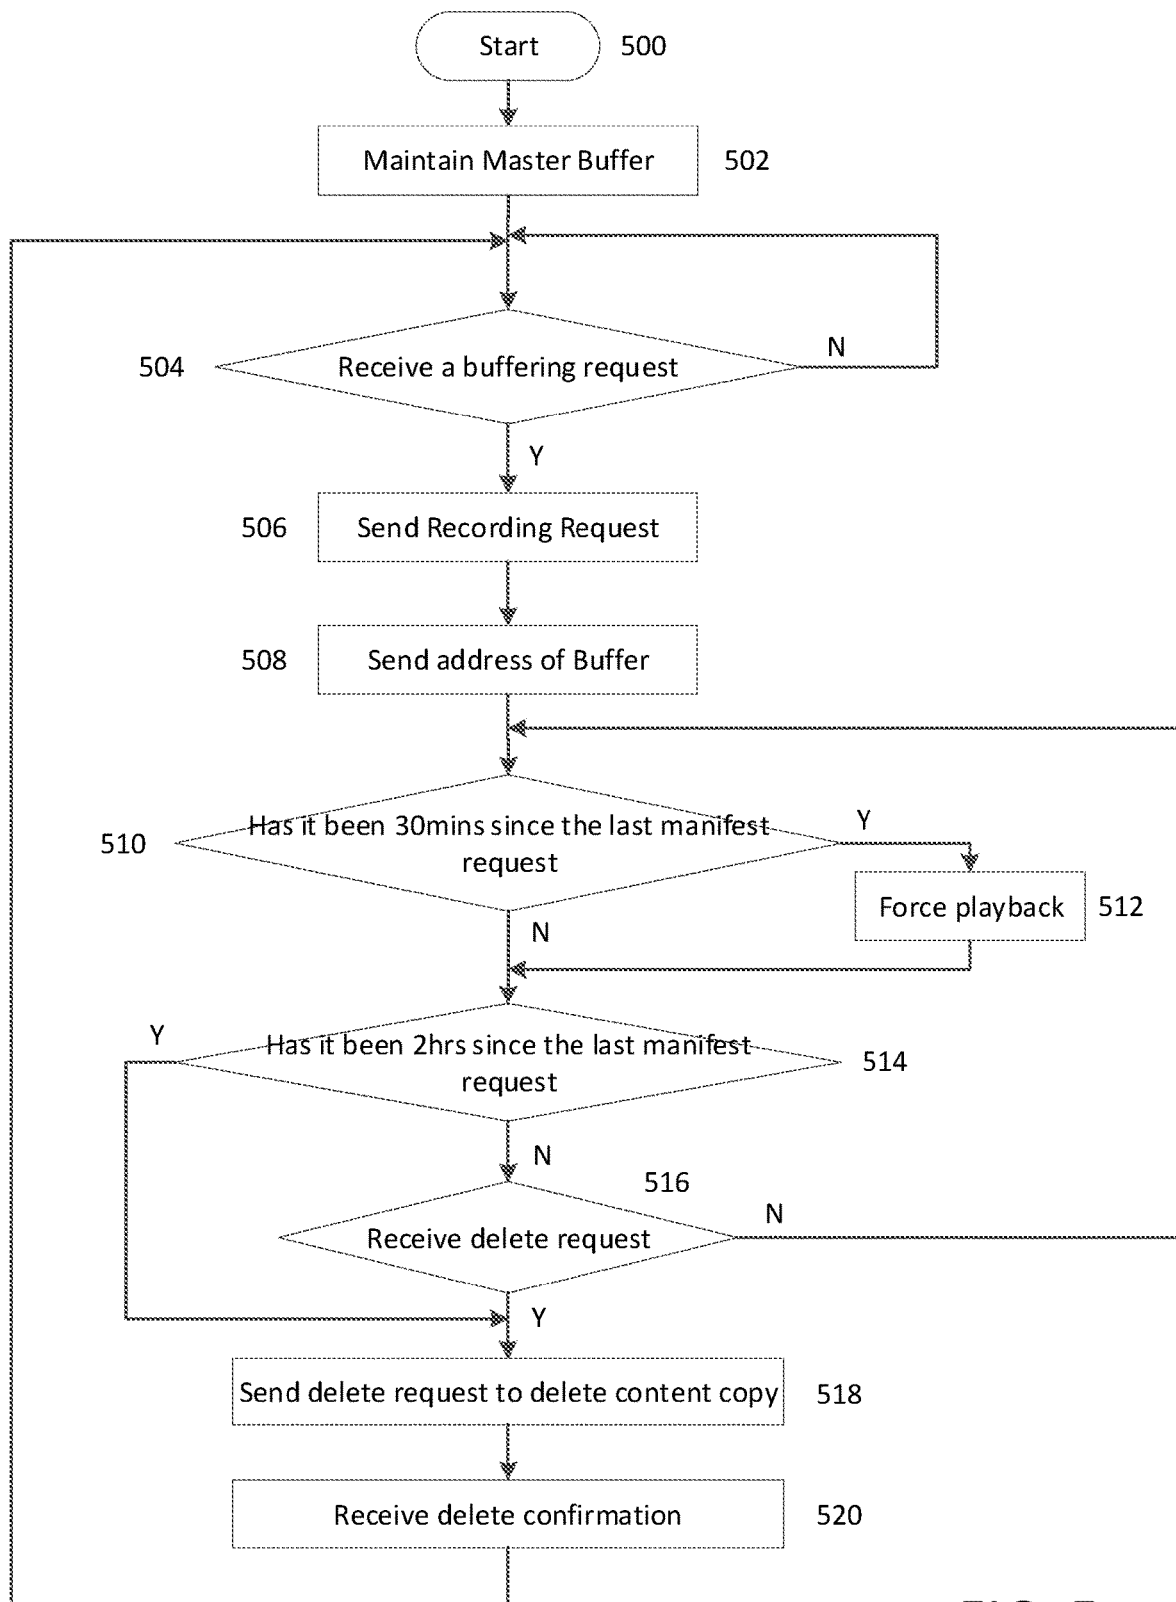 Start 500
Maintain Master Buffer 502
N
504 Receive a buffering request
Y
506 Send Recording Request
508 Send address of Buffer
Has it been 30mins since the last manifest
request
510
Y
Force playback 512
N
Y
Has it been 2hrs since the last manifest
request
514
N
516
N
Receive delete request
Y
Send delete request to delete content copy 518
Receive delete confirmation 520